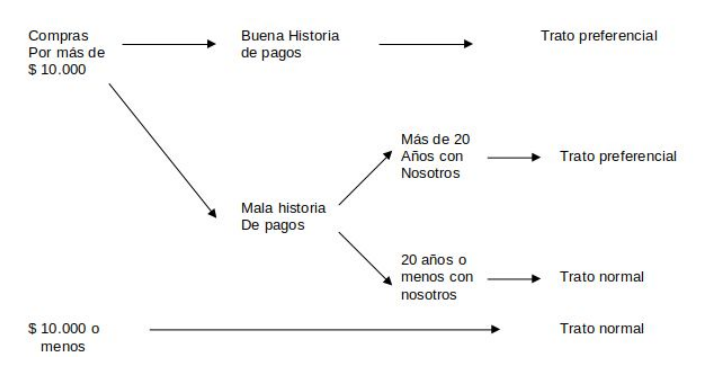 Compras
Por más de
$ 10.000
Buena Historia
de pagos
Trato preferencial
Más de 20
Años con
Nosotros
Trato preferencial
Mala historia
De pagos
20 años o
menos con
nosotros
Trato normal
$ 10.000 o
menos
Trato normal